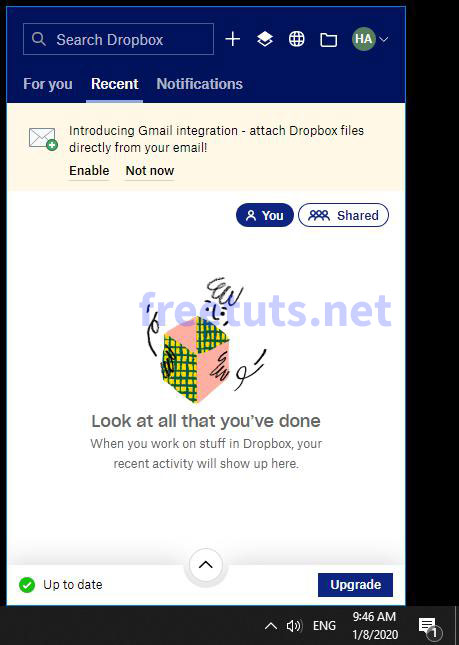 Search Dropbox
HA
For you Recent Notifications
Introducing Gmail integration - attach Dropbox files
directly from your email!
Enable Not now
You Shared
freetuts.net
Look at all that you've done
When you work on stuff in Dropbox, your
recent activity will show up here.
Up to date Upgrade
ENG 9:46 AM
1/8/2020
1